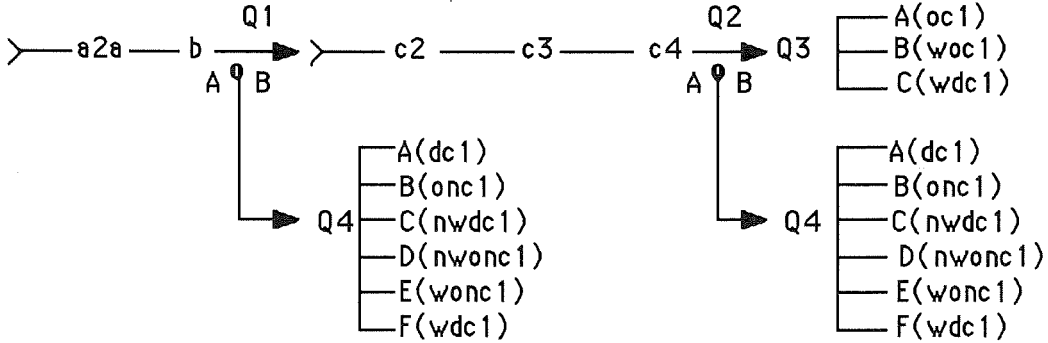 Q1 Q2 A(oc1)
a2a b c2 c3 c4 Q3 B(woc1)
A B A B C(wdc1)
A(dc1) A(dc1)
B(onc1) B(onc1)
Q4 C(nwdc1) Q4 C(nwdc1)
D(nwonc1) D(nwonc1)
E(wonc1) E(wonc1)
F(wdc1) F(wdc1)